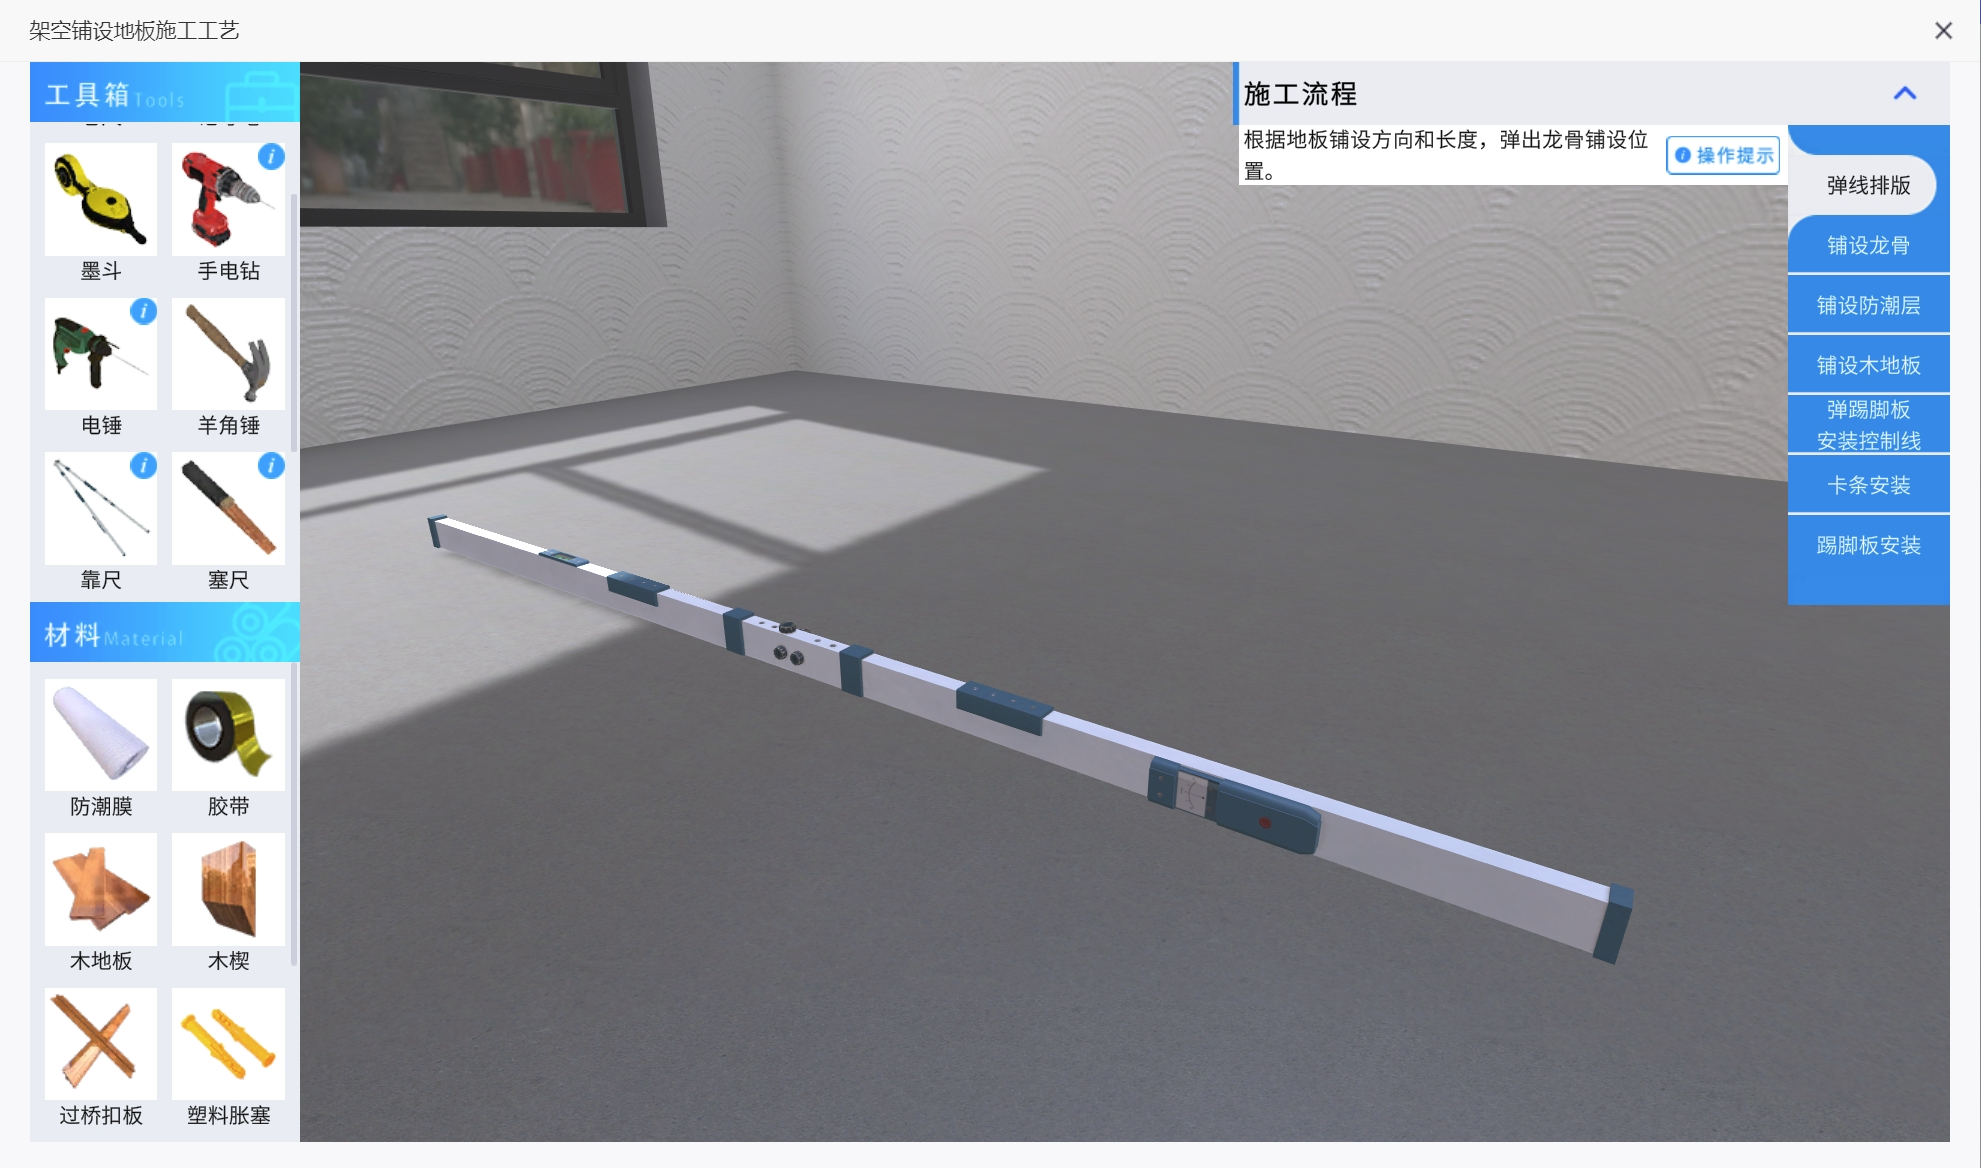 架空铺设地板施工工艺
工具箱Tools
墨斗
手电钻
电锤
羊角锤
靠尺
塞尺
材料Material
防潮膜
胶带
木地板
木楔
过桥扣板
塑料胀塞
施工流程
根据地板铺设方向和长度，弹出龙骨铺设位
置。
操作提示
弹线排版
铺设龙骨
铺设防潮层
铺设木地板
弹踢脚板
安装控制线
卡条安装
踢脚板安装